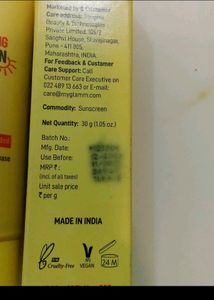 Marketed by & Customer
Care address: Sanghvi
Beauty & Technologies
Private Limited, 105/2
Sanghvi House, Shivajinagar,
Pune - 411 005,
Maharashtra, INDIA.
For Feedback & Customer
Care Support: Call
Customer Care Executive on
022 489 13 663 or E-mail:
care@myglamm.com
Commodity: Sunscreen
Net Quantity: 30 g (1.05 oz.)
Batch No.:
Mfg. Date:
Use Before:
MRP ₹:
(incl. of all taxes)
Unit sale price
₹ per g
MADE IN INDIA
Cruelty-Free
MY
VEGAN
24 M